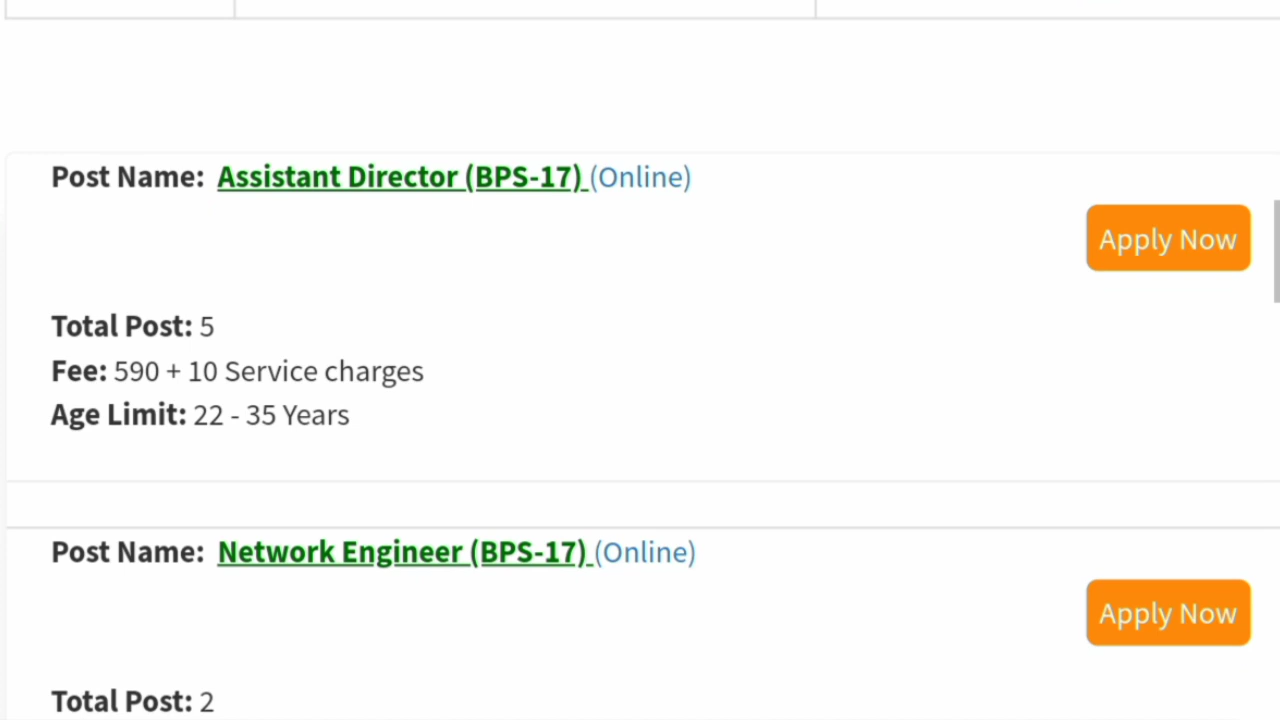 Post Name: Assistant Director (BPS-17) (Online)
Apply Now
Total Post: 5
Fee: 590 + 10 Service charges
Age Limit: 22 - 35 Years
Post Name: Network Engineer (BPS-17) (Online)
Apply Now
Total Post: 2